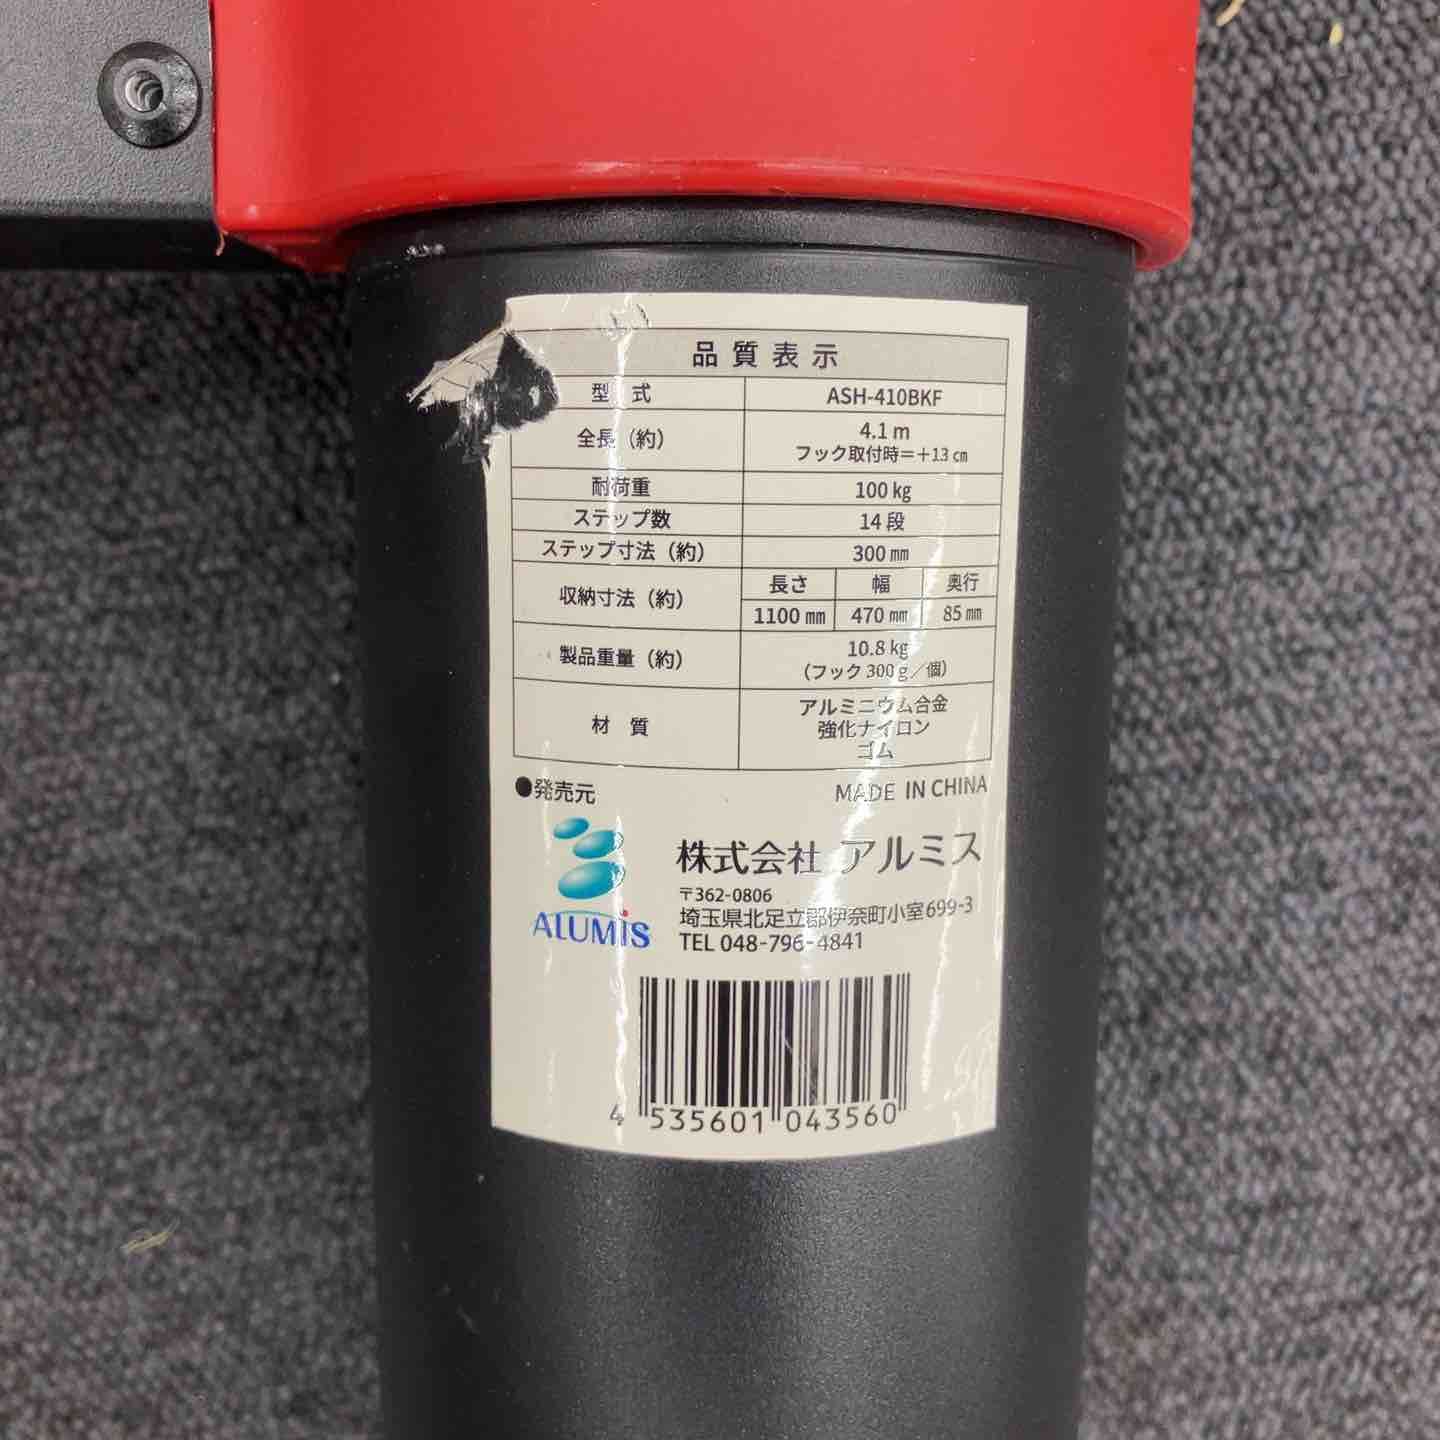 品質表示
型 式 ASH-410BKF
全長（約） 4.1 m
フック取付時＝＋13 ㎝
耐荷重 100 ㎏
ステップ数 14 段
ステップ寸法（約） 300 ㎜
収納寸法（約） 長さ 幅 奥行
1100 ㎜ 470 ㎜ 85 ㎜
製品重量（約） 10.8 ㎏
（フック 300ｇ／個）
材 質 アルミニウム合金
強化ナイロン
ゴム
●発売元 MADE IN CHINA
ALUMiS
株式会社 アルミス
〒362-0806
埼玉県北足立郡伊奈町小室699-3
TEL 048-796-4841
4 535601 043560